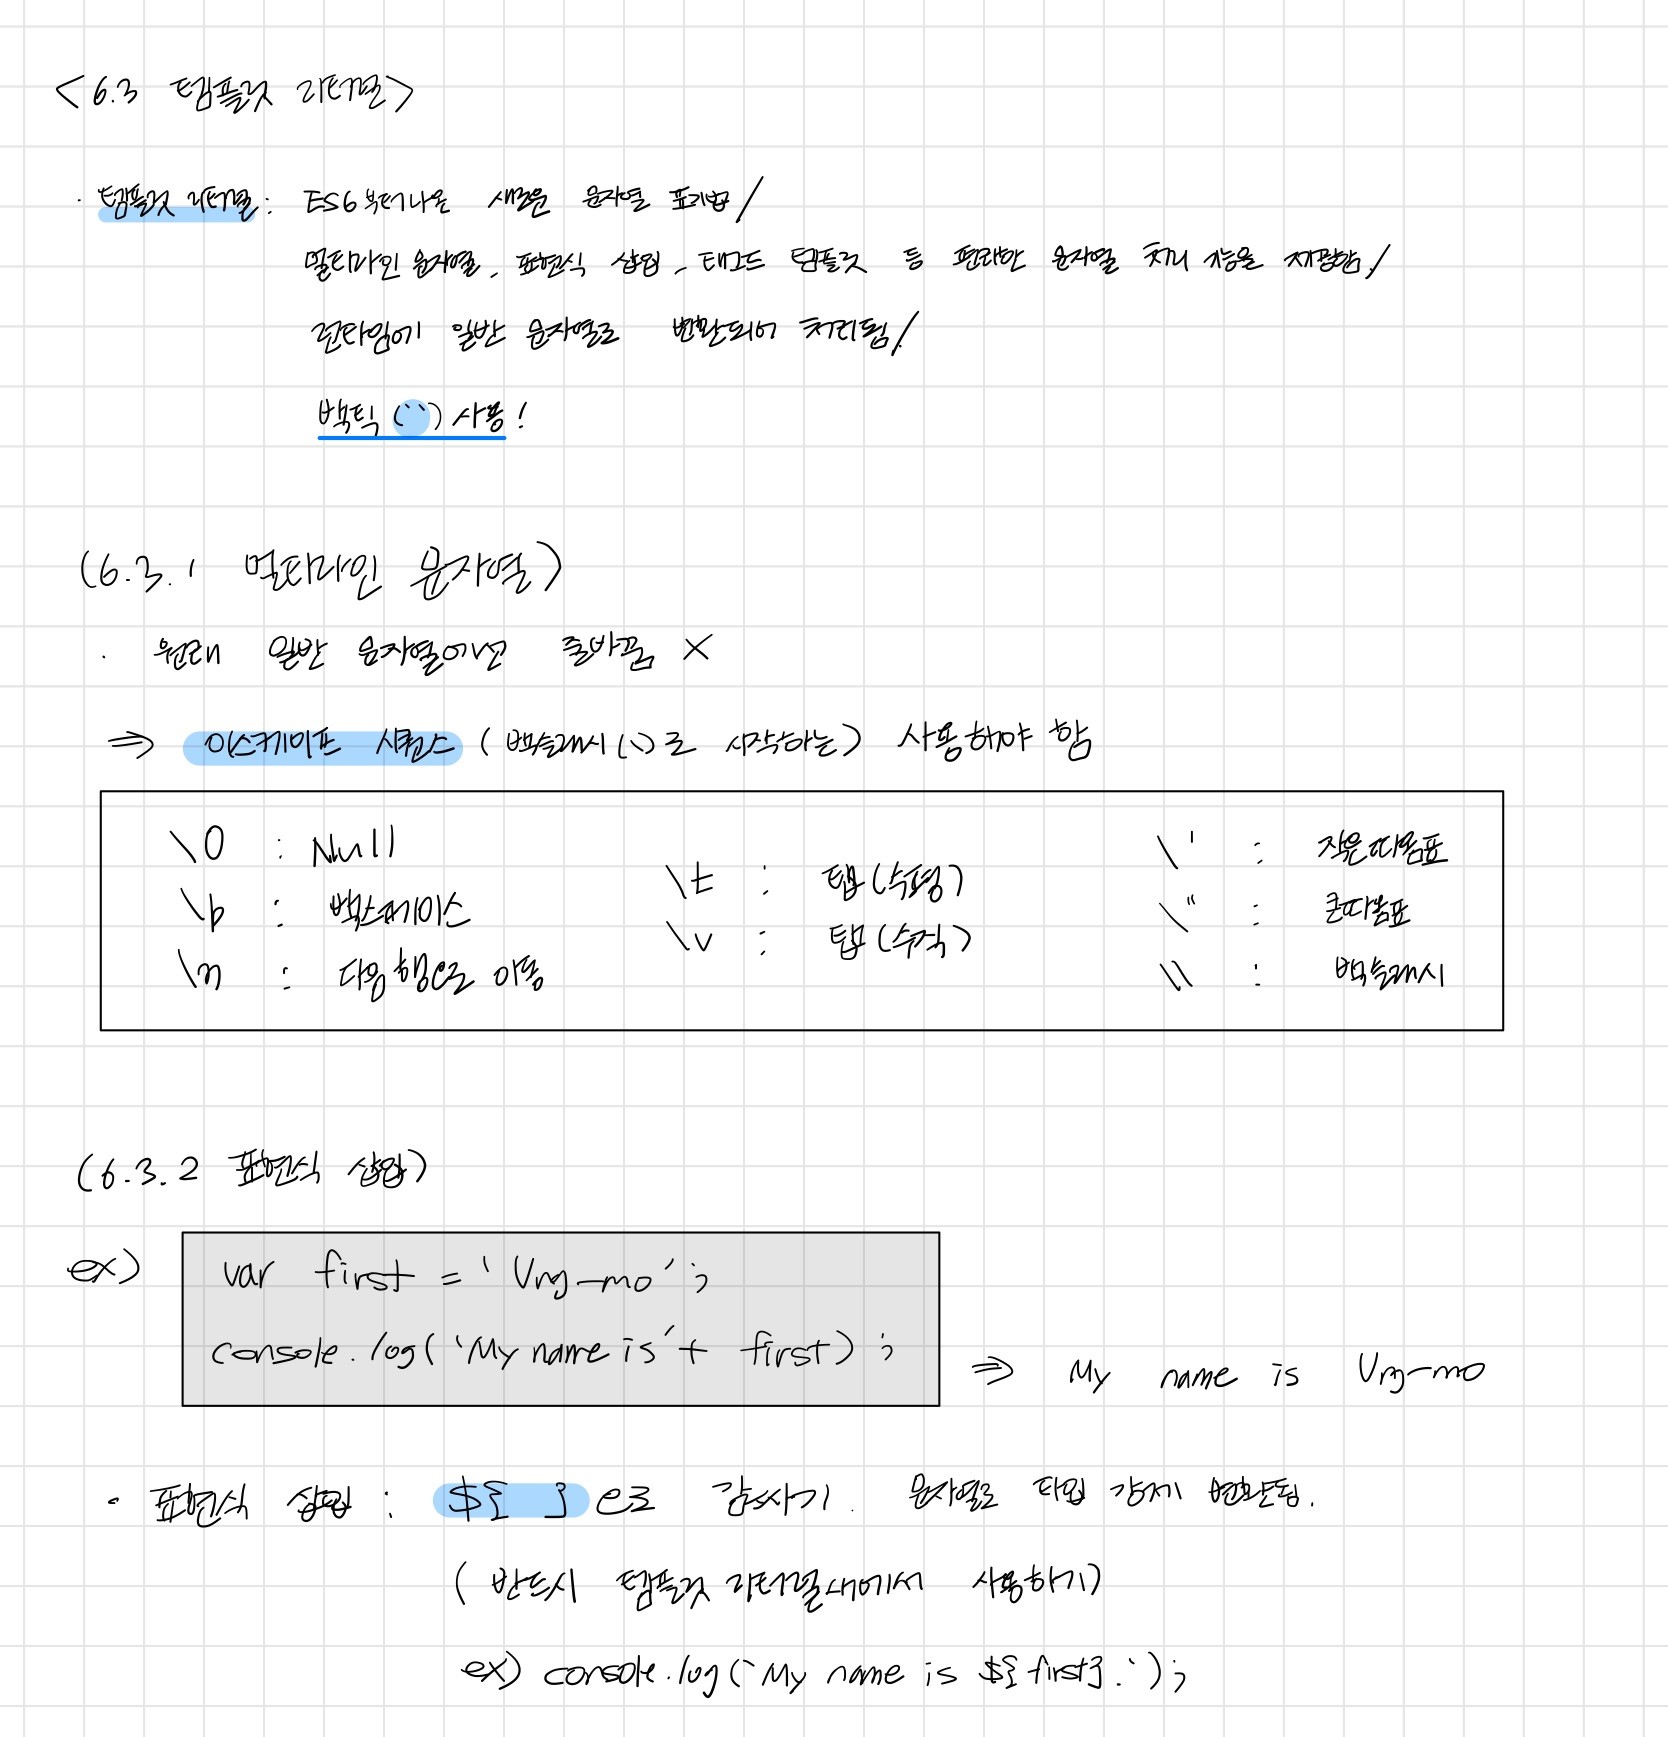 <6.3 템플릿 리터럴>
· 템플릿 리터럴 : ES6부터 나온 새로운 문자열 표기법/
멀티라인 문자열, 표현식 삽입, 태그드 템플릿 등 편리한 문자열 처리 기능을 제공함./
런타임에 일반 문자열로 변환되어 처리됨/
백틱(``) 사용!
(6.3.1 멀티라인 문자열)
· 원래 일반 문자열에선 줄바꿈 X
⇒ 이스케이프 시퀀스 (백슬래시(\)로 시작하는) 사용해야 함
\0 : Null
\b : 백스페이스
\n : 다음 행으로 이동
\t : 탭(수평)
\v : 탭(수직)
\' : 작은따옴표
\" : 큰따옴표
\\ : 백슬래시
(6.3.2 표현식 삽입)
ex) var first = 'Ung-mo';
console.log('My name is' + first);
⇒ My name is Ung-mo
· 표현식 삽입 : ${ }으로 감싸기. 문자열로 타입 강제 변환됨.
(반드시 템플릿 리터럴 내에서 사용하기)
ex) console.log(`My name is ${first}.`);